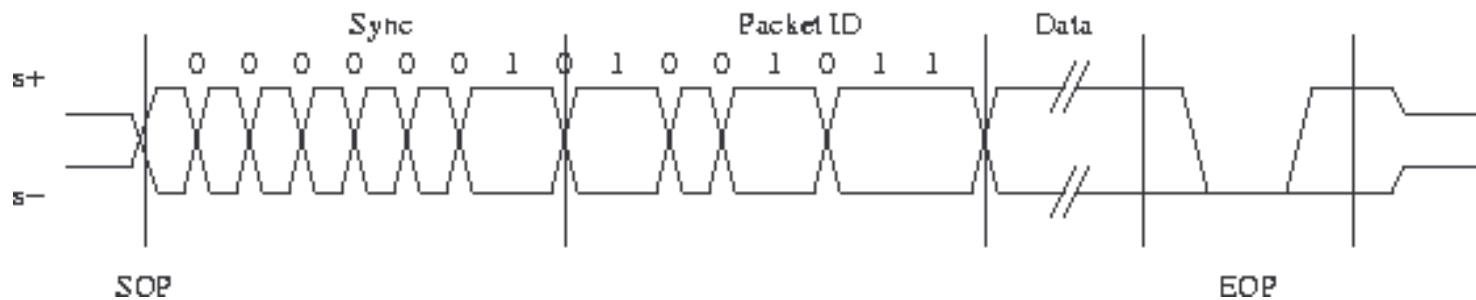 Sync Packet ID Data
0 0 0 0 0 0 1 0 1 0 0 1 0 1 1
s+
s-
SOP EOP